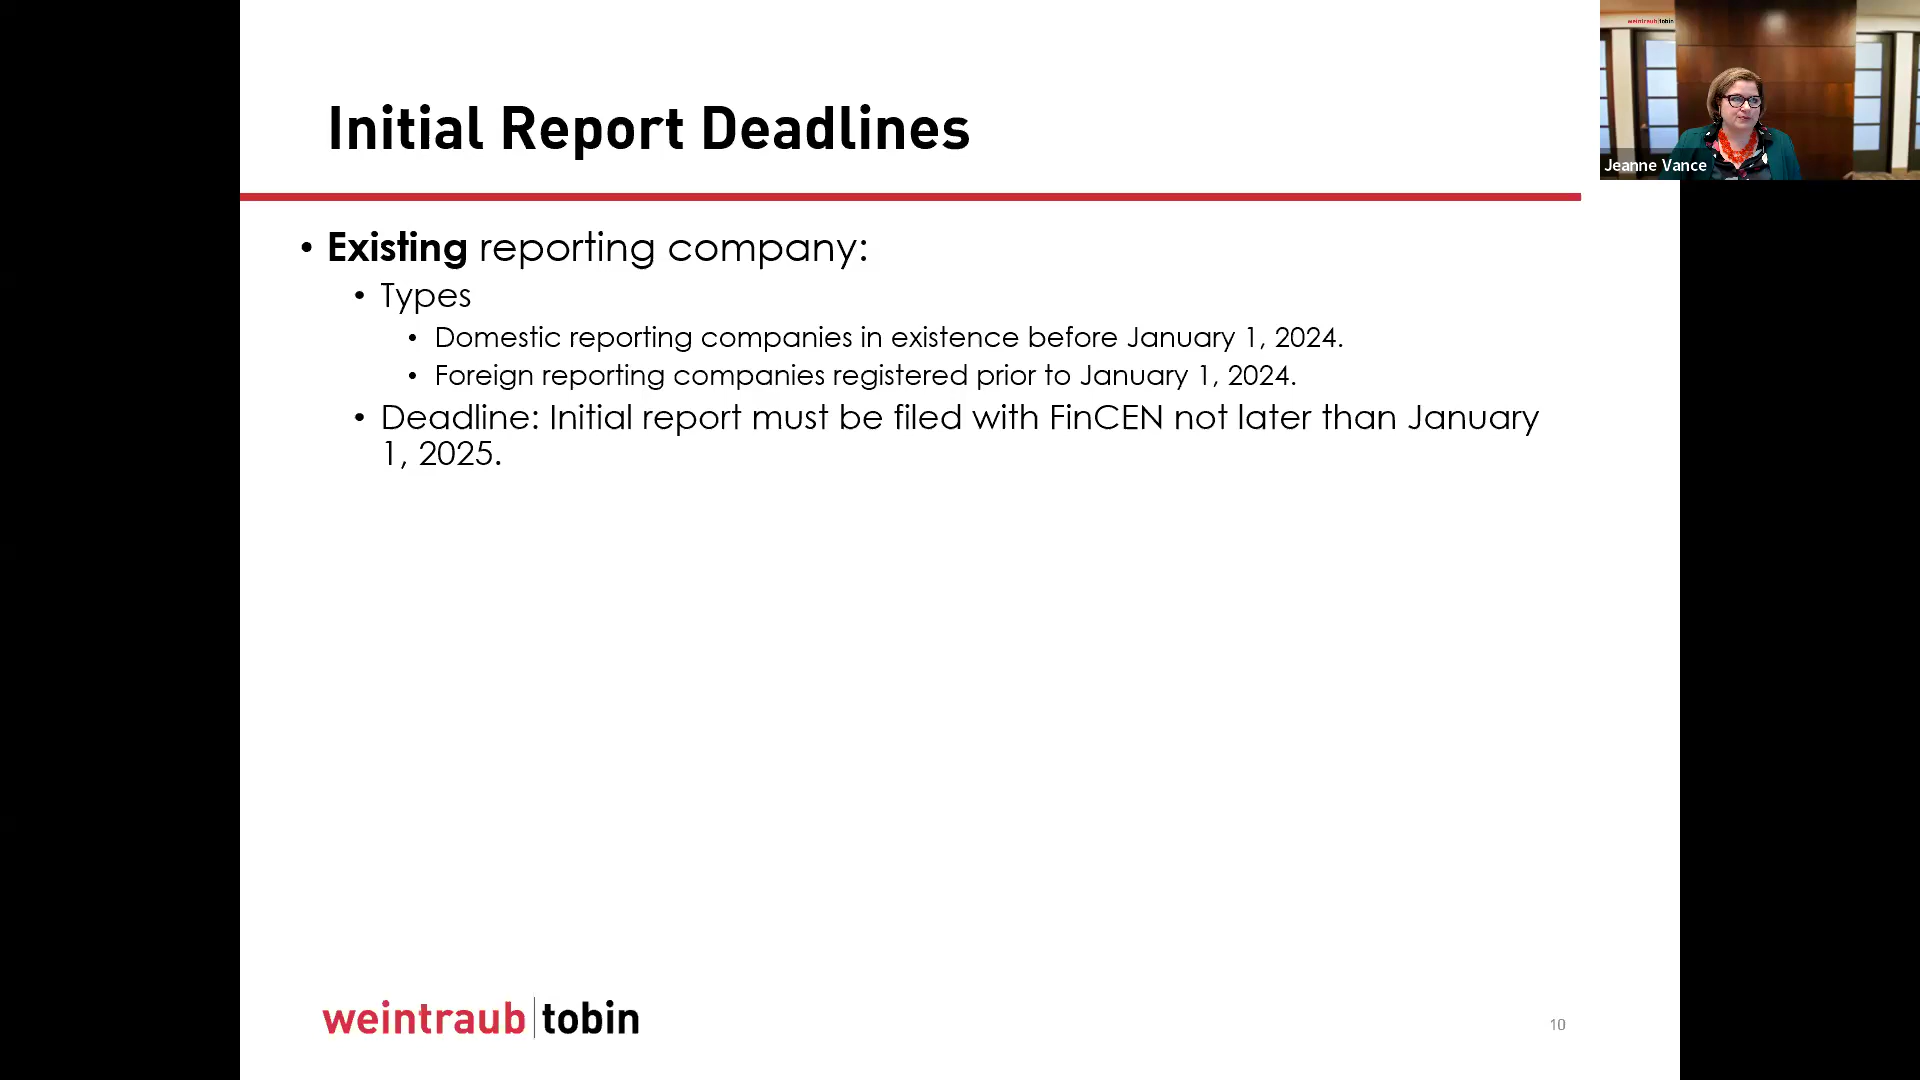 weintraub tobin
Jeanne Vance
Initial Report Deadlines
• Existing reporting company:
• Types
• Domestic reporting companies in existence before January 1, 2024.
• Foreign reporting companies registered prior to January 1, 2024.
• Deadline: Initial report must be filed with FinCEN not later than January
1, 2025.
weintraub tobin
10